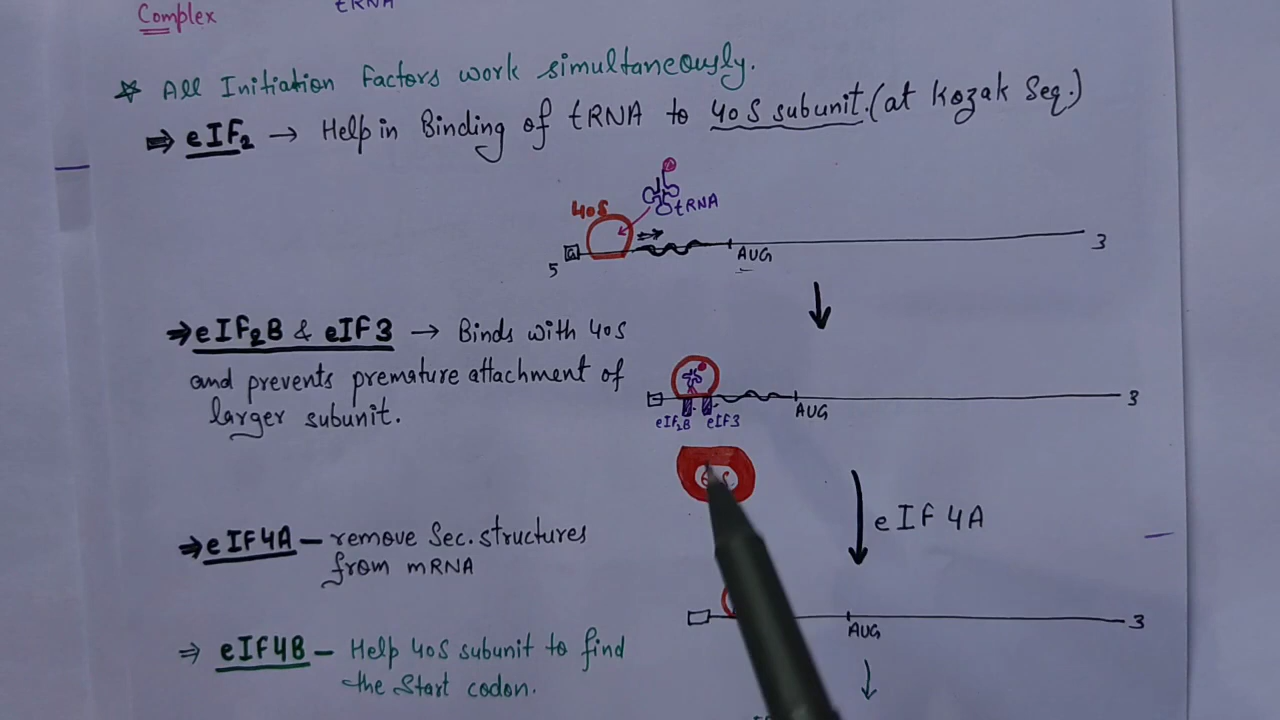 Complex
tRNA
☆ All Initiation Factors work simultaneously.
⇒ eIF2 → Help in Binding of tRNA to 40S subunit. (at Kozak Seq.)
40S
tRNA
G
5
AUG
3
⇒ eIF2B & eIF3 → Binds with 40S
and prevents premature attachment of
larger subunit.
AUG
3
eIF2B eIF3
⇒ eIF4A – remove Sec. structures
from mRNA
eIF4A
AUG
3
⇒ eIF4B – Help 40S subunit to find
the Start codon.